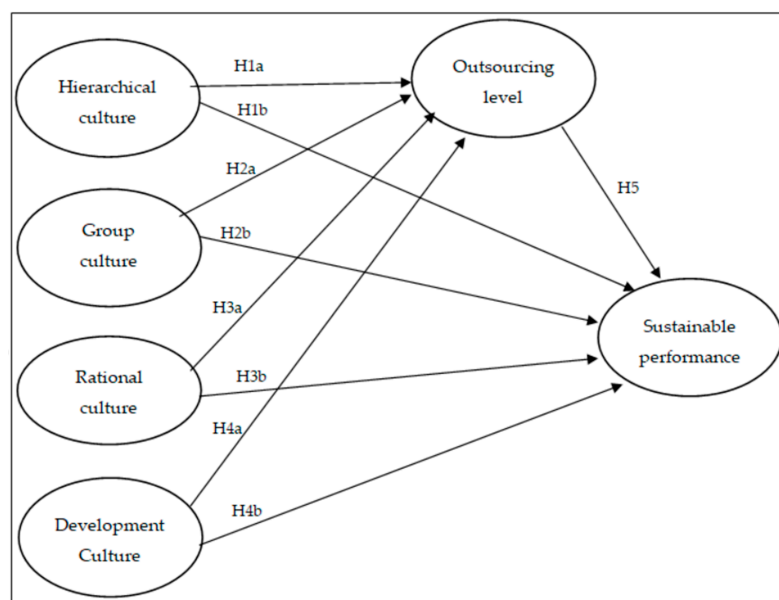 Hierarchical
culture
H1a
H1b
Outsourcing
level
H2a
Group
culture
H2b
H5
H3a
Sustainable
performance
Rational
culture
H3b
H4a
Development
Culture
H4b